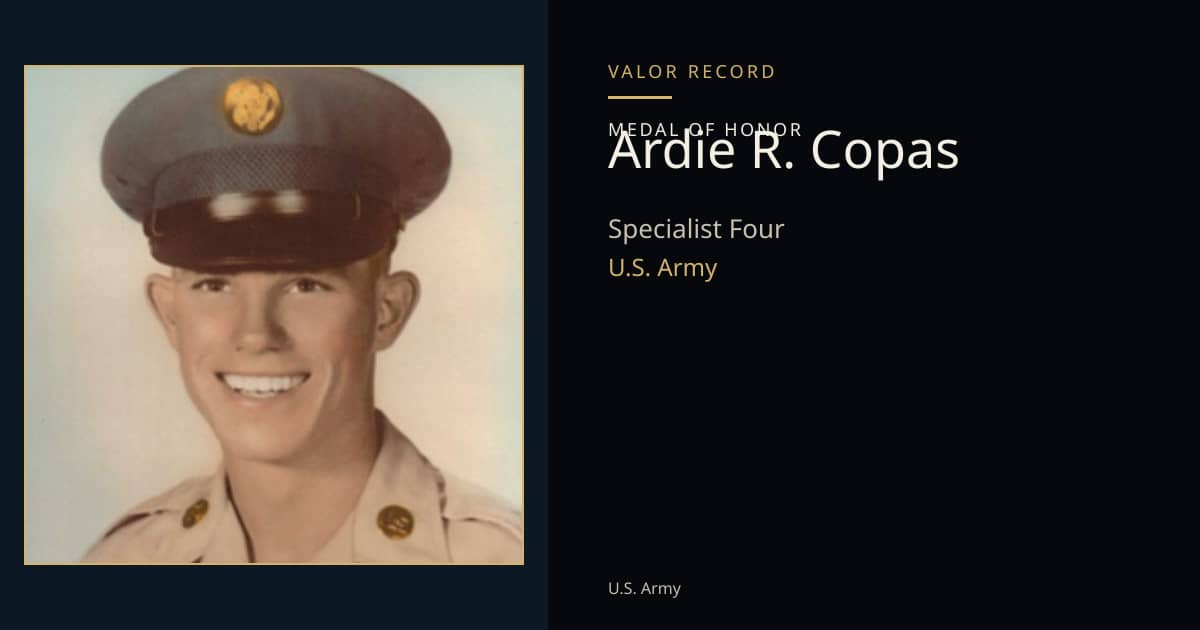 VALOR RECORD
MEDAL OF HONOR
Ardie R. Copas
Specialist Four
U.S. Army
U.S. Army